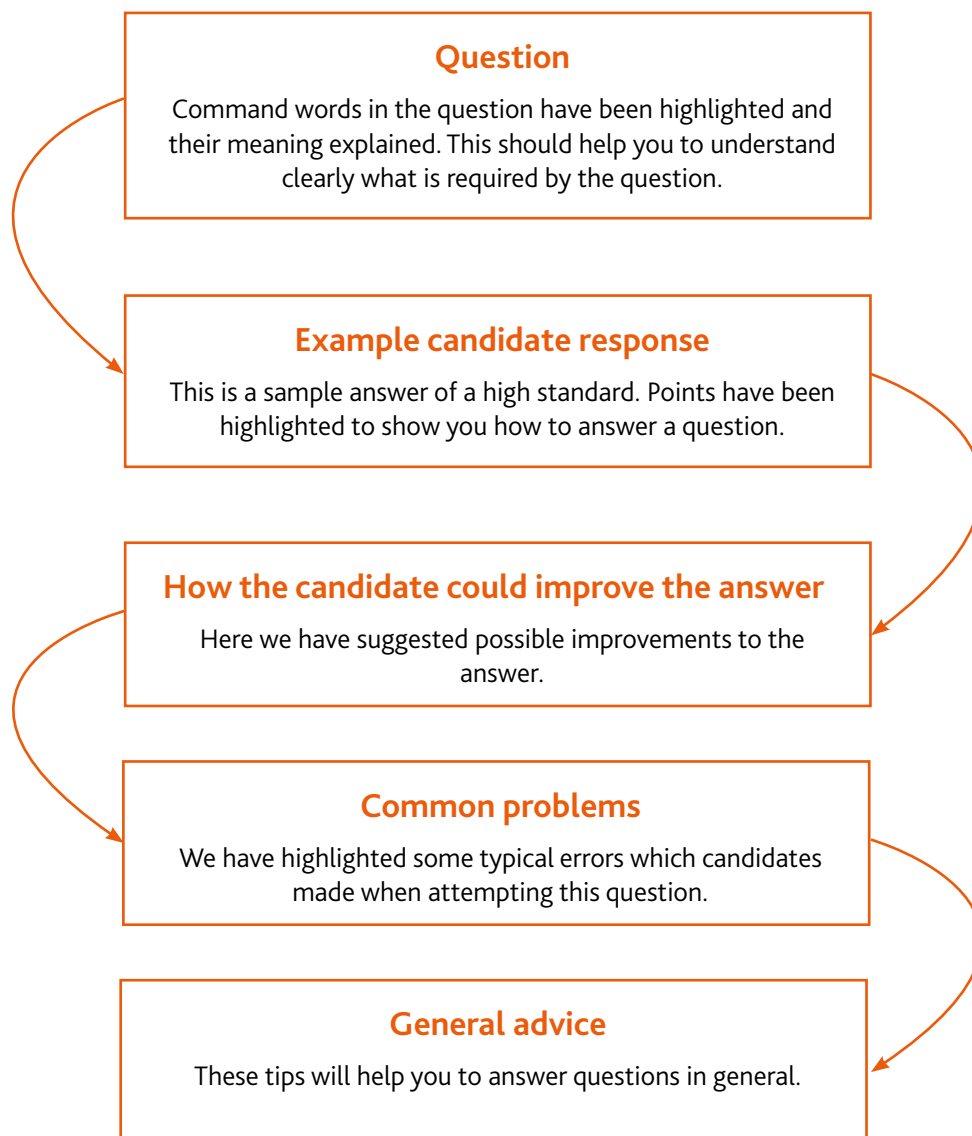 Question
Command words in the question have been highlighted and
their meaning explained. This should help you to understand
clearly what is required by the question.
Example candidate response
This is a sample answer of a high standard. Points have been
highlighted to show you how to answer a question.
How the candidate could improve the answer
Here we have suggested possible improvements to the
answer.
Common problems
We have highlighted some typical errors which candidates
made when attempting this question.
General advice
These tips will help you to answer questions in general.